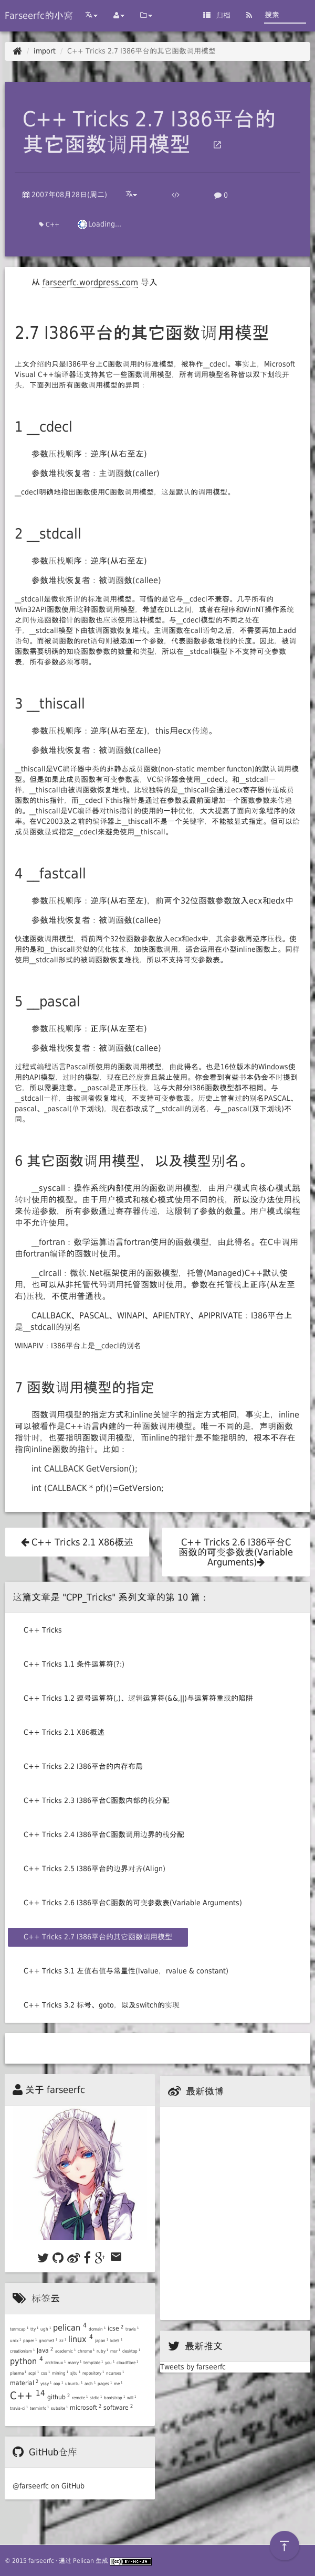 Farseerfc的小窝
归档
搜索
import / C++ Tricks 2.7 I386平台的其它函数调用模型
C++ Tricks 2.7 I386平台的
其它函数调用模型
2007年08月28日(周二)
0
C++
Loading...
从 farseerfc.wordpress.com 导入
2.7 I386平台的其它函数调用模型
上文介绍的只是I386平台上C函数调用的标准模型，被称作__cdecl。事实上，Microsoft
Visual C++编译器还支持其它一些函数调用模型，所有调用模型名称皆以双下划线开
头，下面列出所有函数调用模型的异同：
1 __cdecl
参数压栈顺序：逆序(从右至左)
参数堆栈恢复者：主调函数(caller)
__cdecl明确地指出函数使用C函数调用模型，这是默认的调用模型。
2 __stdcall
参数压栈顺序：逆序(从右至左)
参数堆栈恢复者：被调函数(callee)
__stdcall是微软所谓的标准调用模型。可惜的是它与__cdecl不兼容。几乎所有的
Win32API函数使用这种函数调用模型，希望在DLL之间，或者在程序和WinNT操作系统
之间传递函数指针的函数也应该使用这种模型。与__cdecl模型的不同之处在
于，__stdcall模型下由被调函数恢复堆栈。主调函数在call语句之后，不需要再加上add
语句。而被调函数的ret语句则被添加一个参数，代表函数参数堆栈的长度。因此，被调
函数需要明确的知晓函数参数的数量和类型，所以在__stdcall模型下不支持可变参数
表，所有参数必须写明。
3 __thiscall
参数压栈顺序：逆序(从右至左)，this用ecx传递。
参数堆栈恢复者：被调函数(callee)
__thiscall是VC编译器中类的非静态成员函数(non-static member functon)的默认调用模
型。但是如果此成员函数有可变参数表，VC编译器会使用__cdecl。和__stdcall一
样，__thiscall由被调函数恢复堆栈。比较独特的是__thiscall会通过ecx寄存器传递成员
函数的this指针，而__cdecl下this指针是通过在参数表最前面增加一个函数参数来传递
的。__thiscall是VC编译器对this指针的使用的一种优化，大大提高了面向对象程序的效
率。在VC2003及之前的编译器上__thiscall不是一个关键字，不能被显式指定。但可以给
成员函数显式指定__cdecl来避免使用__thiscall。
4 __fastcall
参数压栈顺序：逆序(从右至左)，前两个32位函数参数放入ecx和edx中
参数堆栈恢复者：被调函数(callee)
快速函数调用模型，将前两个32位函数参数放入ecx和edx中，其余参数再逆序压栈。使
用的是和__thiscall类似的优化技术，加快函数调用，适合运用在小型inline函数上。同样
使用__stdcall形式的被调函数恢复堆栈，所以不支持可变参数表。
5 __pascal
参数压栈顺序：正序(从左至右)
参数堆栈恢复者：被调函数(callee)
过程式编程语言Pascal所使用的函数调用模型，由此得名。也是16位版本的Windows使
用的API模型，过时的模型，现在已经废弃且禁止使用。你会看到有些书本仍会不时提到
它，所以需要注意。__pascal是正序压栈，这与大部分I386函数模型都不相同。与
__stdcall一样，由被调者恢复堆栈，不支持可变参数表。历史上曾有过的别名PASCAL、
pascal、_pascal(单下划线)，现在都改成了__stdcall的别名，与__pascal(双下划线)不
同。
6 其它函数调用模型，以及模型别名。
__syscall：操作系统内部使用的函数调用模型，由用户模式向核心模式跳
转时使用的模型。由于用户模式和核心模式使用不同的栈，所以没办法使用栈
来传递参数，所有参数通过寄存器传递，这限制了参数的数量。用户模式编程
中不允许使用。
__fortran：数学运算语言fortran使用的函数模型，由此得名。在C中调用
由fortran编译的函数时使用。
__clrcall：微软.Net框架使用的函数模型，托管(Managed)C++默认使
用，也可以从非托管代码调用托管函数时使用。参数在托管栈上正序(从左至
右)压栈，不使用普通栈。
CALLBACK、PASCAL、WINAPI、APIENTRY、APIPRIVATE：I386平台上
是__stdcall的别名
WINAPIV：I386平台上是__cdecl的别名
7 函数调用模型的指定
函数调用模型的指定方式和inline关键字的指定方式相同，事实上，inline
可以被看作是C++语言内建的一种函数调用模型。唯一不同的是，声明函数
指针时，也要指明函数调用模型，而inline的指针是不能指明的，根本不存在
指向inline函数的指针。比如：
int CALLBACK GetVersion();
int (CALLBACK * pf)()=GetVersion;
C++ Tricks 2.1 X86概述
C++ Tricks 2.6 I386平台C
函数的可变参数表(Variable
Arguments)
这篇文章是 "CPP_Tricks" 系列文章的第 10 篇：
C++ Tricks
C++ Tricks 1.1 条件运算符(?:)
C++ Tricks 1.2 逗号运算符(,)、逻辑运算符(&&,||)与运算符重载的陷阱
C++ Tricks 2.1 X86概述
C++ Tricks 2.2 I386平台的内存布局
C++ Tricks 2.3 I386平台C函数内部的栈分配
C++ Tricks 2.4 I386平台C函数调用边界的栈分配
C++ Tricks 2.5 I386平台的边界对齐(Align)
C++ Tricks 2.6 I386平台C函数的可变参数表(Variable Arguments)
C++ Tricks 2.7 I386平台的其它函数调用模型
C++ Tricks 3.1 左值右值与常量性(lvalue，rvalue & constant)
C++ Tricks 3.2 标号、goto，以及switch的实现
关于 farseerfc
标签云
pelican 4
icse 2
linux 4
Java 2
python 4
material 2
C++ 14
github 2
microsoft 2 software 2
GitHub仓库
@farseerfc on GitHub
最新微博
最新推文
Tweets by farseerfc
© 2015 farseerfc · 通过 Pelican 生成